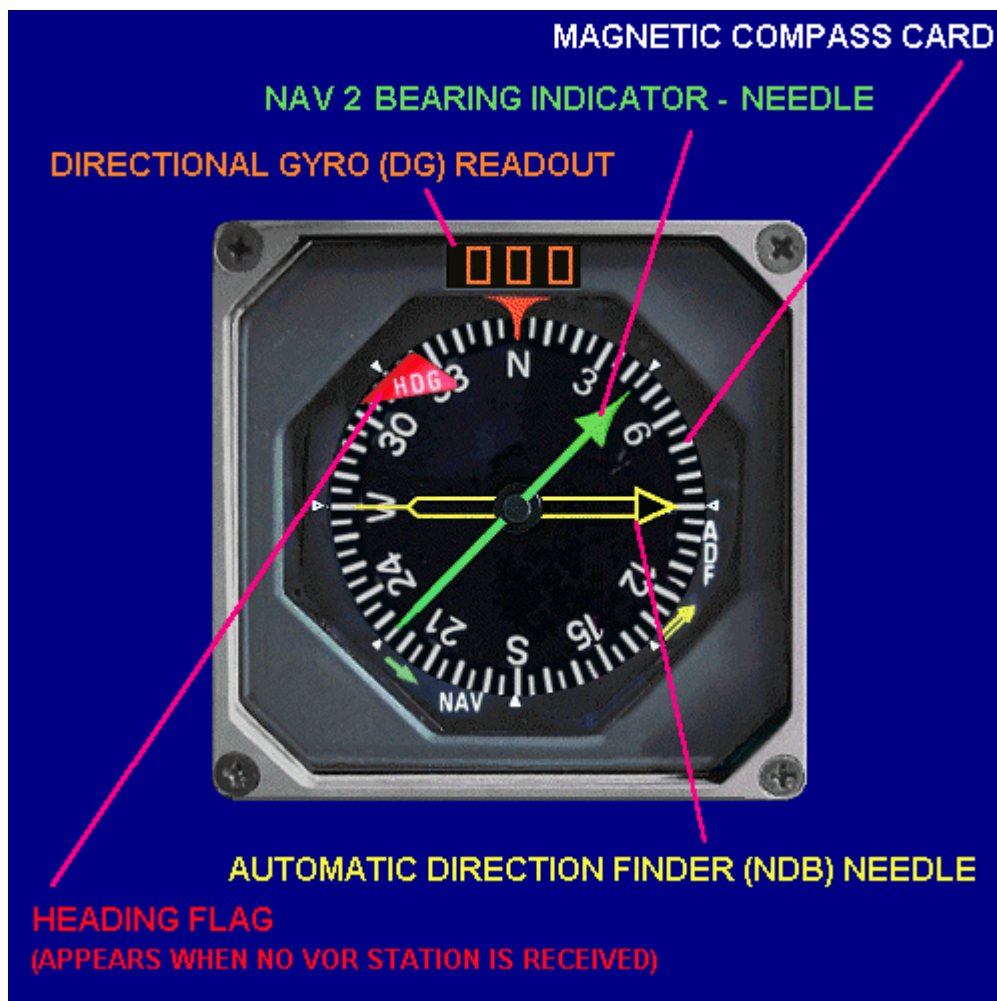 MAGNETIC COMPASS CARD
NAV 2 BEARING INDICATOR - NEEDLE
DIRECTIONAL GYRO (DG) READOUT
000
N
33
3
HDG
30
6
W
ADF
24
12
21
15
S
NAV
AUTOMATIC DIRECTION FINDER (NDB) NEEDLE
HEADING FLAG
(APPEARS WHEN NO VOR STATION IS RECEIVED)